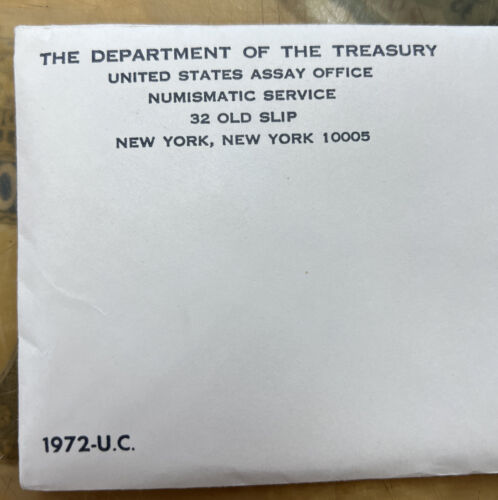 THE DEPARTMENT OF THE TREASURY
UNITED STATES ASSAY OFFICE
NUMISMATIC SERVICE
32 OLD SLIP
NEW YORK, NEW YORK 10005
1972-U.C.